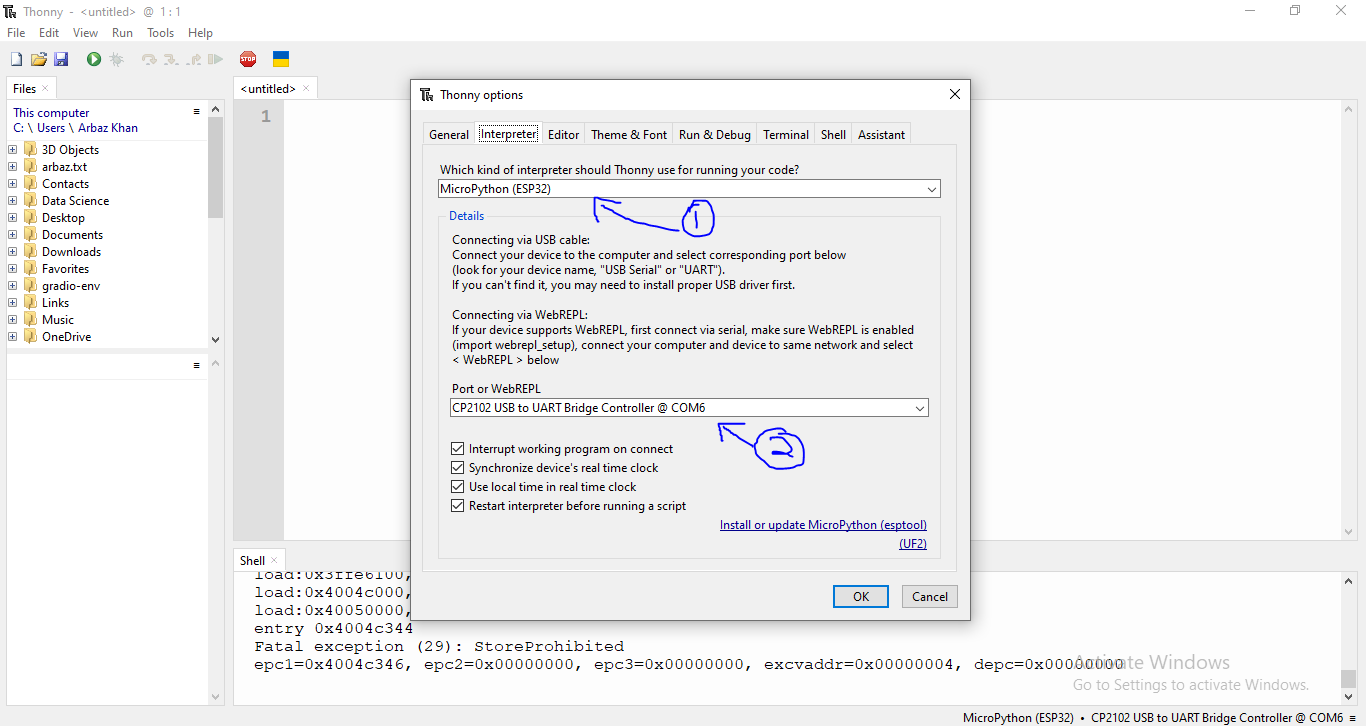 Thonny - <untitled> @ 1:1
File Edit View Run Tools Help
STOP
Files
<untitled>
This computer
C: \ Users \ Arbaz Khan
3D Objects
arbaz.txt
Contacts
Data Science
Desktop
Documents
Downloads
Favorites
gradio-env
Links
Music
OneDrive
1
Thonny options
General Interpreter Editor Theme & Font Run & Debug Terminal Shell Assistant
Which kind of interpreter should Thonny use for running your code?
MicroPython (ESP32)
1
Details
Connecting via USB cable:
Connect your device to the computer and select corresponding port below
(look for your device name, "USB Serial" or "UART").
If you can't find it, you may need to install proper USB driver first.
Connecting via WebREPL:
If your device supports WebREPL, first connect via serial, make sure WebREPL is enabled
(import webrepl_setup), connect your computer and device to same network and select
< WebREPL > below
Port or WebREPL
CP2102 USB to UART Bridge Controller @ COM6
2
Interrupt working program on connect
Synchronize device's real time clock
Use local time in real time clock
Restart interpreter before running a script
Install or update MicroPython (esptool)
(UF2)
OK Cancel
Shell
load:0x3ffe6100,
load:0x4004c000,
load:0x40050000,
entry 0x4004c344
Fatal exception (29): StoreProhibited
epc1=0x4004c346, epc2=0x00000000, epc3=0x00000000, excvaddr=0x00000004, depc=0x00000000
Activate Windows
Go to Settings to activate Windows.
MicroPython (ESP32) • CP2102 USB to UART Bridge Controller @ COM6